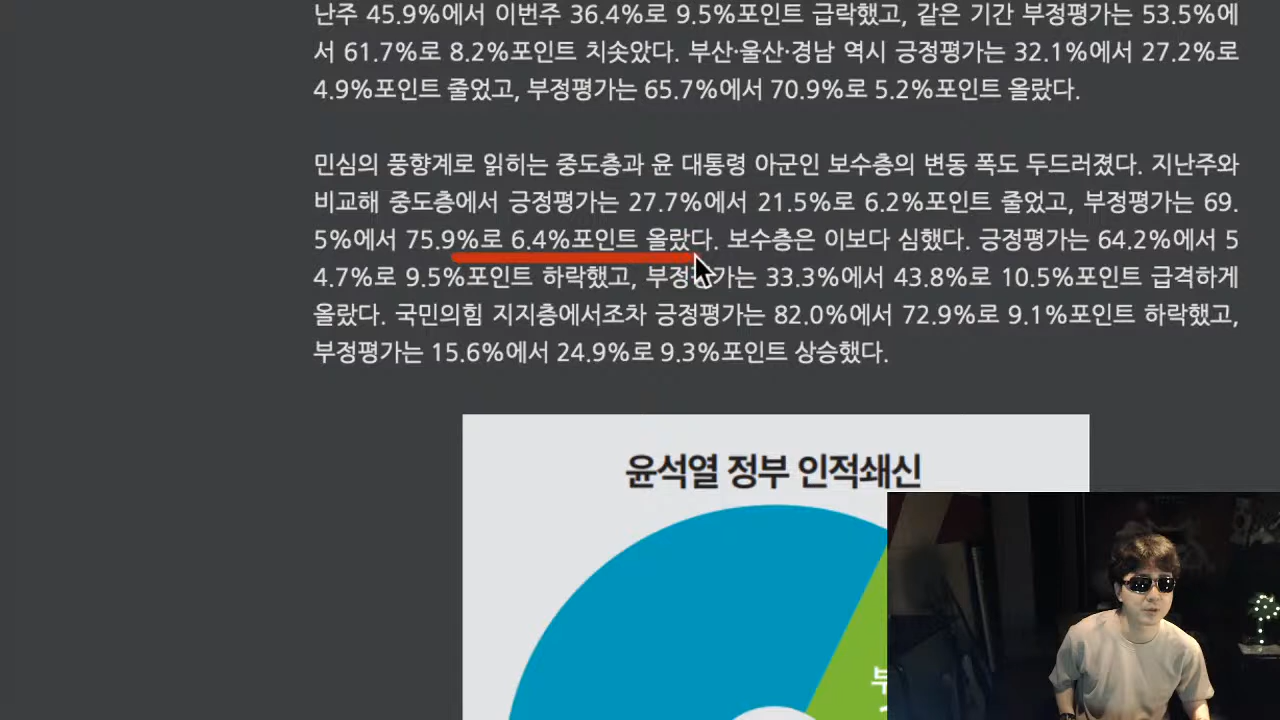 난주 45.9%에서 이번주 36.4%로 9.5%포인트 급락했고, 같은 기간 부정평가는 53.5%에
서 61.7%로 8.2%포인트 치솟았다. 부산·울산·경남 역시 긍정평가는 32.1%에서 27.2%로
4.9%포인트 줄었고, 부정평가는 65.7%에서 70.9%로 5.2%포인트 올랐다.
민심의 풍향계로 읽히는 중도층과 윤 대통령 아군인 보수층의 변동 폭도 두드러졌다. 지난주와
비교해 중도층에서 긍정평가는 27.7%에서 21.5%로 6.2%포인트 줄었고, 부정평가는 69.
5%에서 75.9%로 6.4%포인트 올랐다. 보수층은 이보다 심했다. 긍정평가는 64.2%에서 5
4.7%로 9.5%포인트 하락했고, 부정평가는 33.3%에서 43.8%로 10.5%포인트 급격하게
올랐다. 국민의힘 지지층에서조차 긍정평가는 82.0%에서 72.9%로 9.1%포인트 하락했고,
부정평가는 15.6%에서 24.9%로 9.3%포인트 상승했다.
윤석열 정부 인적쇄신